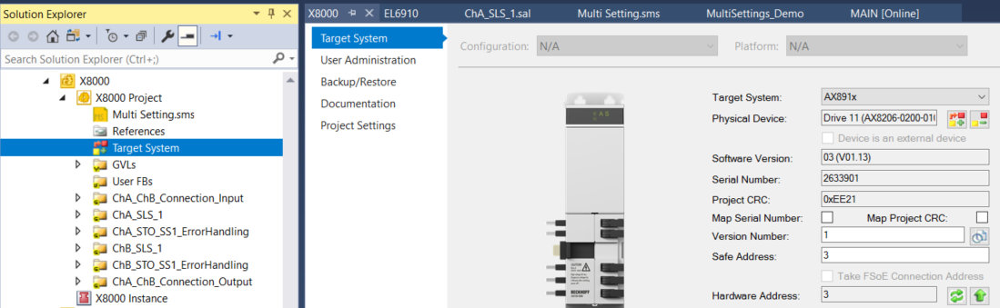 Solution Explorer
Search Solution Explorer (Ctrl+;)
X8000
X8000 Project
Multi Setting.sms
References
Target System
GVLs
User FBs
ChA_ChB_Connection_Input
ChA_SLS_1
ChA_STO_SS1_ErrorHandling
ChB_SLS_1
ChB_STO_SS1_ErrorHandling
ChA_ChB_Connection_Output
X8000 Instance
X8000 EL6910 ChA_SLS_1.sal Multi Setting.sms MultiSettings_Demo MAIN [Online]
Target System
User Administration
Backup/Restore
Documentation
Project Settings
Configuration: N/A Platform: N/A
AS
CAUTION
BECKHOFF
Target System: AX891x
Physical Device: Drive 11 (AX8206-0200-010
Device is an external device
Software Version: 03 (V01.13)
Serial Number: 2633901
Project CRC: 0xEE21
Map Serial Number: Map Project CRC:
Version Number: 1
Safe Address: 3
Take FSoE Connection Address
Hardware Address: 3